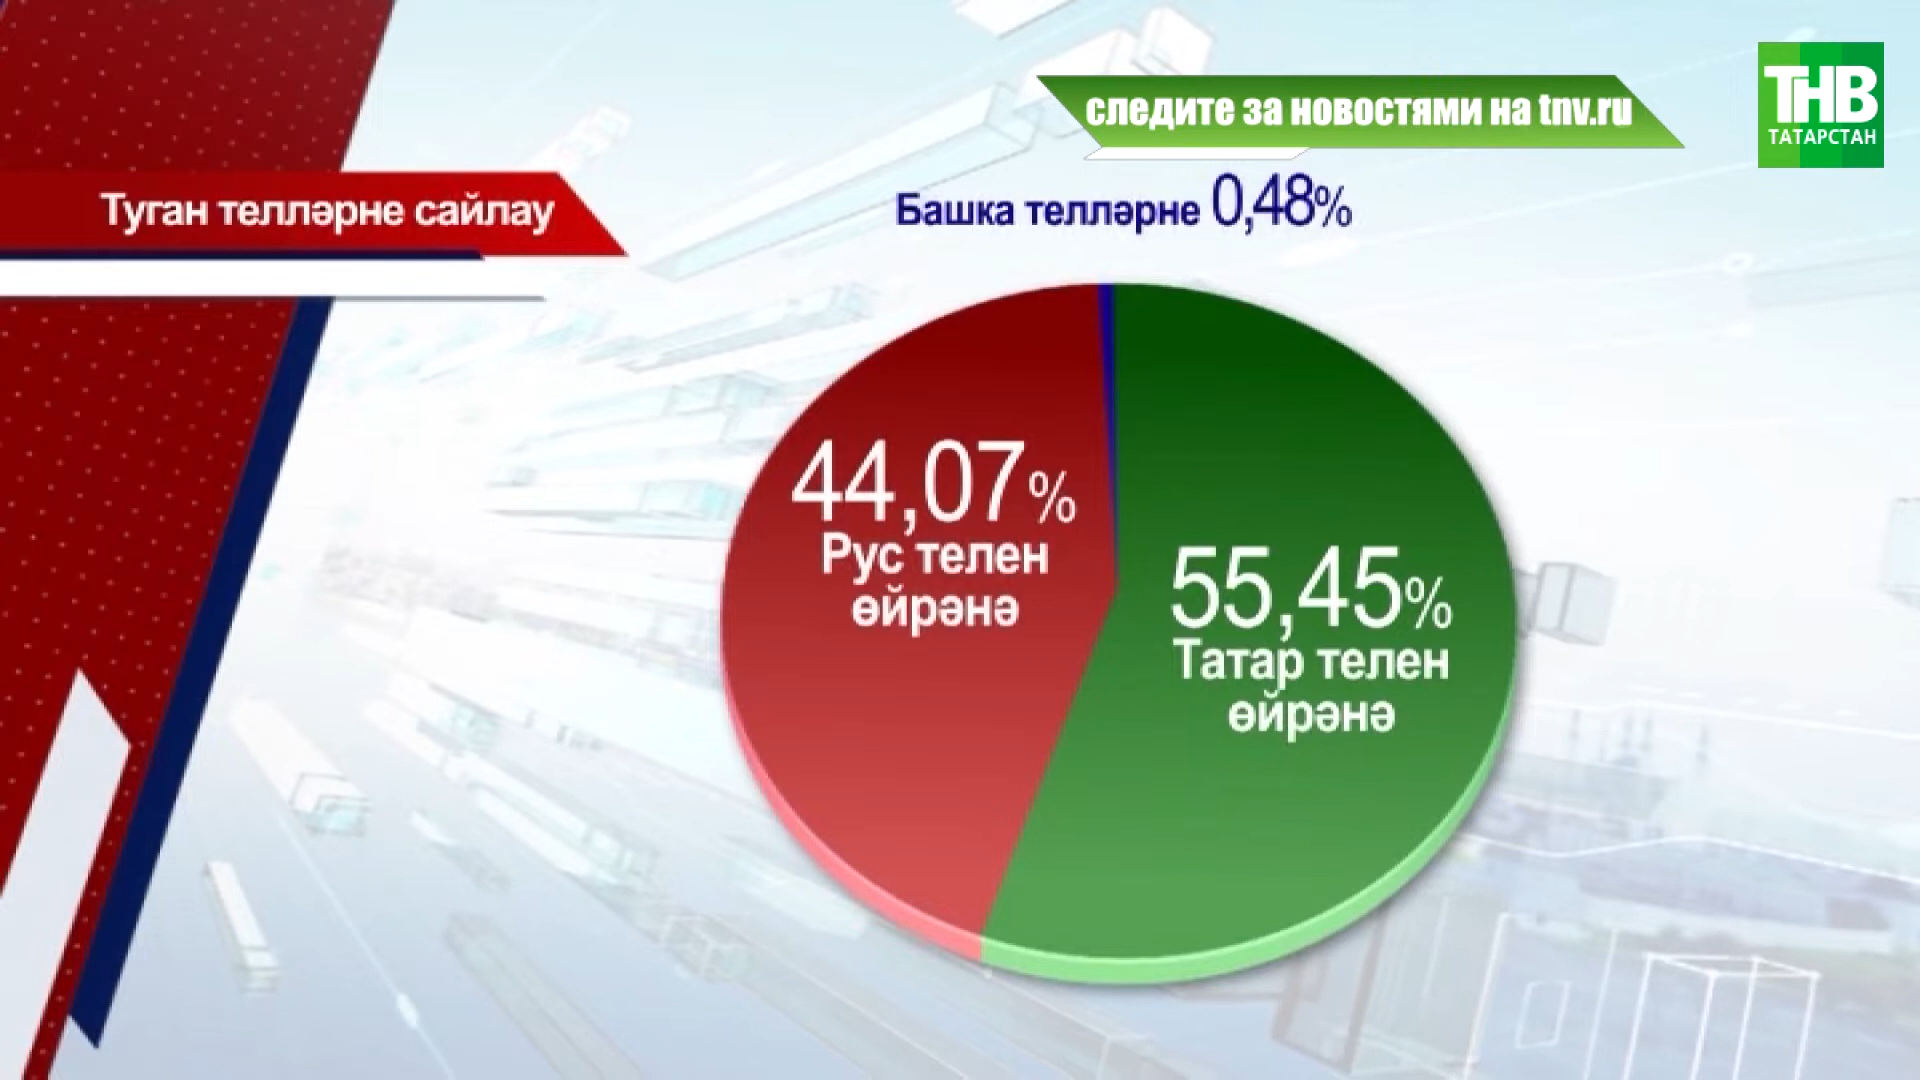 следите за новостями на tnv.ru
ТНВ
ТАТАРСТАН
Туган телләрне сайлау
Башка телләрне 0,48%
44,07%
Рус телен
өйрәнә
55,45%
Татар телен
өйрәнә